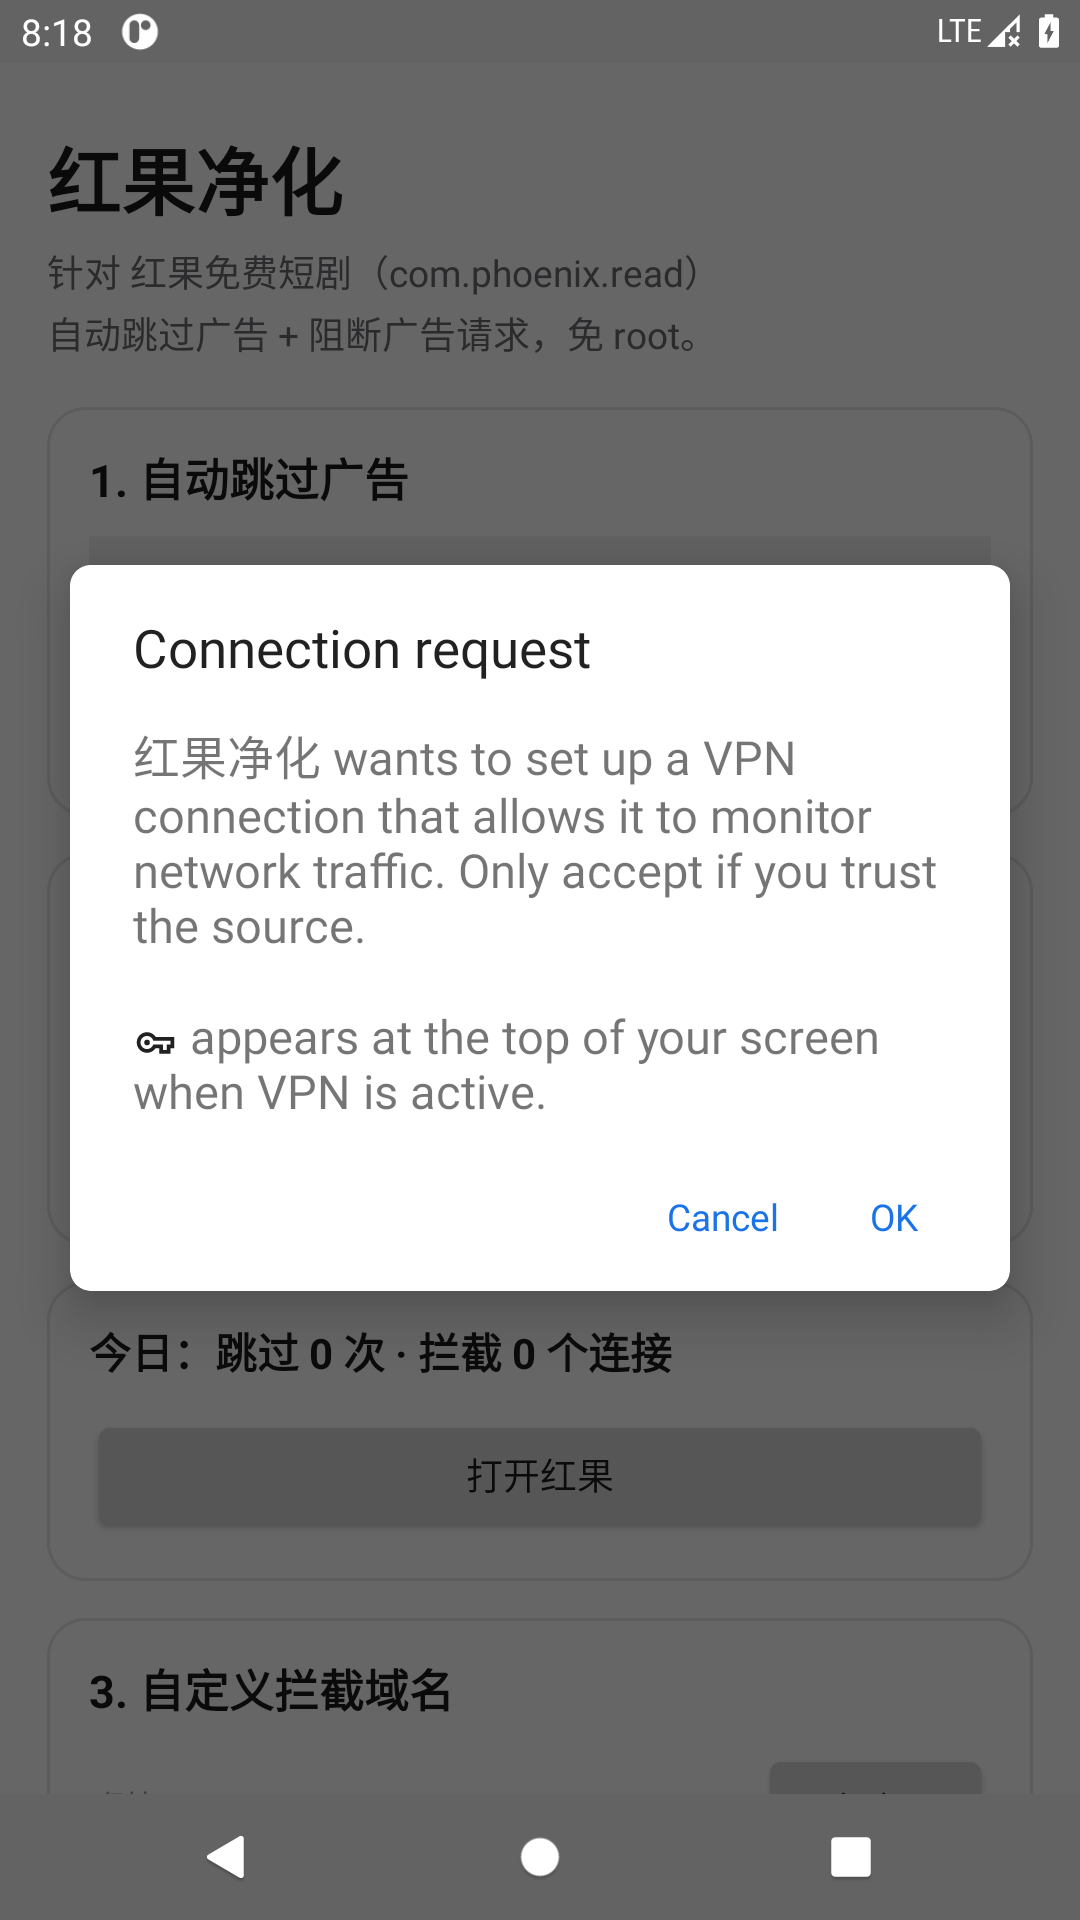 8:18
LTE
红果净化
针对 红果免费短剧（com.phoenix.read）
自动跳过广告 + 阻断广告请求，免 root。
1. 自动跳过广告
Connection request
红果净化 wants to set up a VPN
connection that allows it to monitor
network traffic. Only accept if you trust
the source.
appears at the top of your screen
when VPN is active.
Cancel
OK
今日：跳过 0 次 · 拦截 0 个连接
打开红果
3. 自定义拦截域名